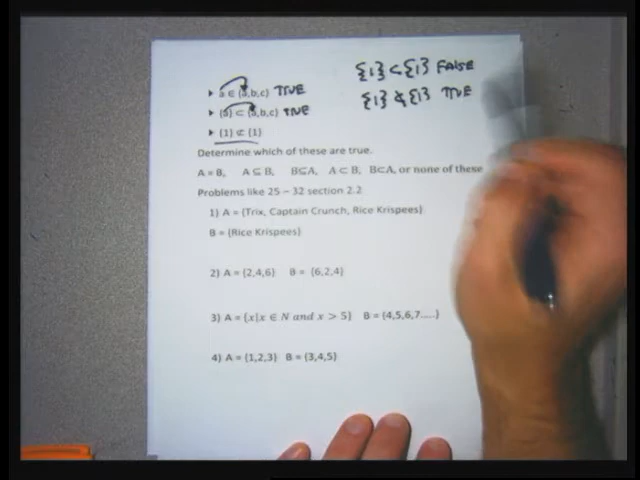 ▸ a ∈ {a,b,c} TRUE
▸ {a} ⊂ {a,b,c} TRUE
▸ {1} ⊄ {1}
{1} ⊂ {1} FALSE
{1} ⊄ {1} TRUE
Determine which of these are true.
A = B, A ⊆ B, B⊆A, A ⊂ B, B⊂A, or none of these
Problems like 25 – 32 section 2.2
1) A = {Trix, Captain Crunch, Rice Krispees}
B = {Rice Krispees}
2) A = {2,4,6} B = {6,2,4}
3) A = {x|x ∈ N and x > 5} B = {4,5,6,7.....}
4) A = {1,2,3} B = {3,4,5}